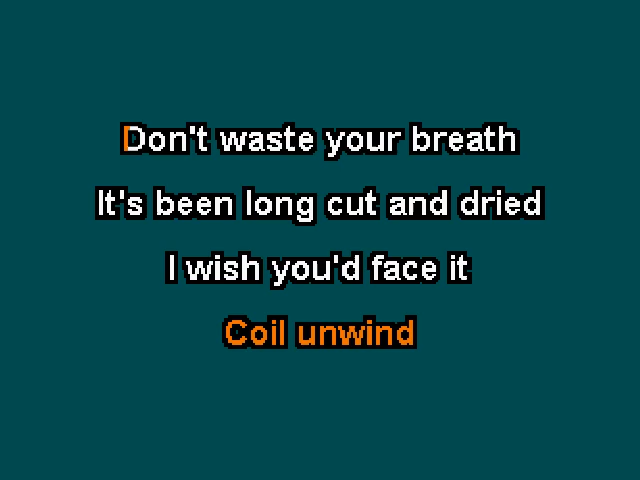 Don't waste your breath
It's been long cut and dried
I wish you'd face it
Coil unwind